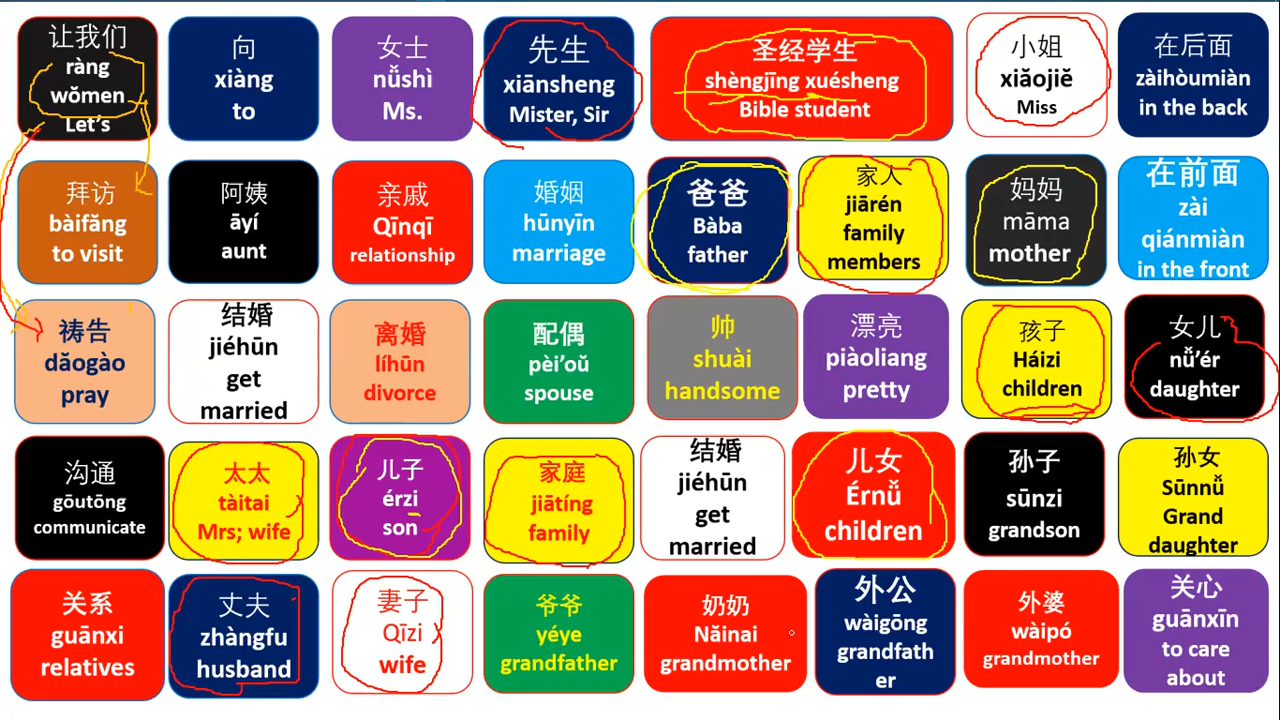 让我们
ràng
wǒmen
Let's
向
xiàng
to
女士
nǚshì
Ms.
先生
xiānsheng
Mister, Sir
圣经学生
shèngjīng xuésheng
Bible student
小姐
xiǎojiě
Miss
在后面
zàihòumiàn
in the back
拜访
bàifǎng
to visit
阿姨
āyí
aunt
亲戚
Qīnqī
relationship
婚姻
hūnyīn
marriage
爸爸
Bàba
father
家人
jiārén
family
members
妈妈
māma
mother
在前面
zài
qiánmiàn
in the front
祷告
dǎogào
pray
结婚
jiéhūn
get
married
离婚
líhūn
divorce
配偶
pèi'oǔ
spouse
帅
shuài
handsome
漂亮
piàoliang
pretty
孩子
Háizi
children
女儿
nǚ'ér
daughter
沟通
gōutōng
communicate
太太
tàitai
Mrs; wife
儿子
érzi
son
家庭
jiātíng
family
结婚
jiéhūn
get
married
儿女
Érnǚ
children
孙子
sūnzi
grandson
孙女
Sūnnǚ
Grand
daughter
关系
guānxi
relatives
丈夫
zhàngfu
husband
妻子
Qīzi
wife
爷爷
yéye
grandfather
奶奶
Nǎinai
grandmother
外公
wàigōng
grandfath
er
外婆
wàipó
grandmother
关心
guānxīn
to care
about